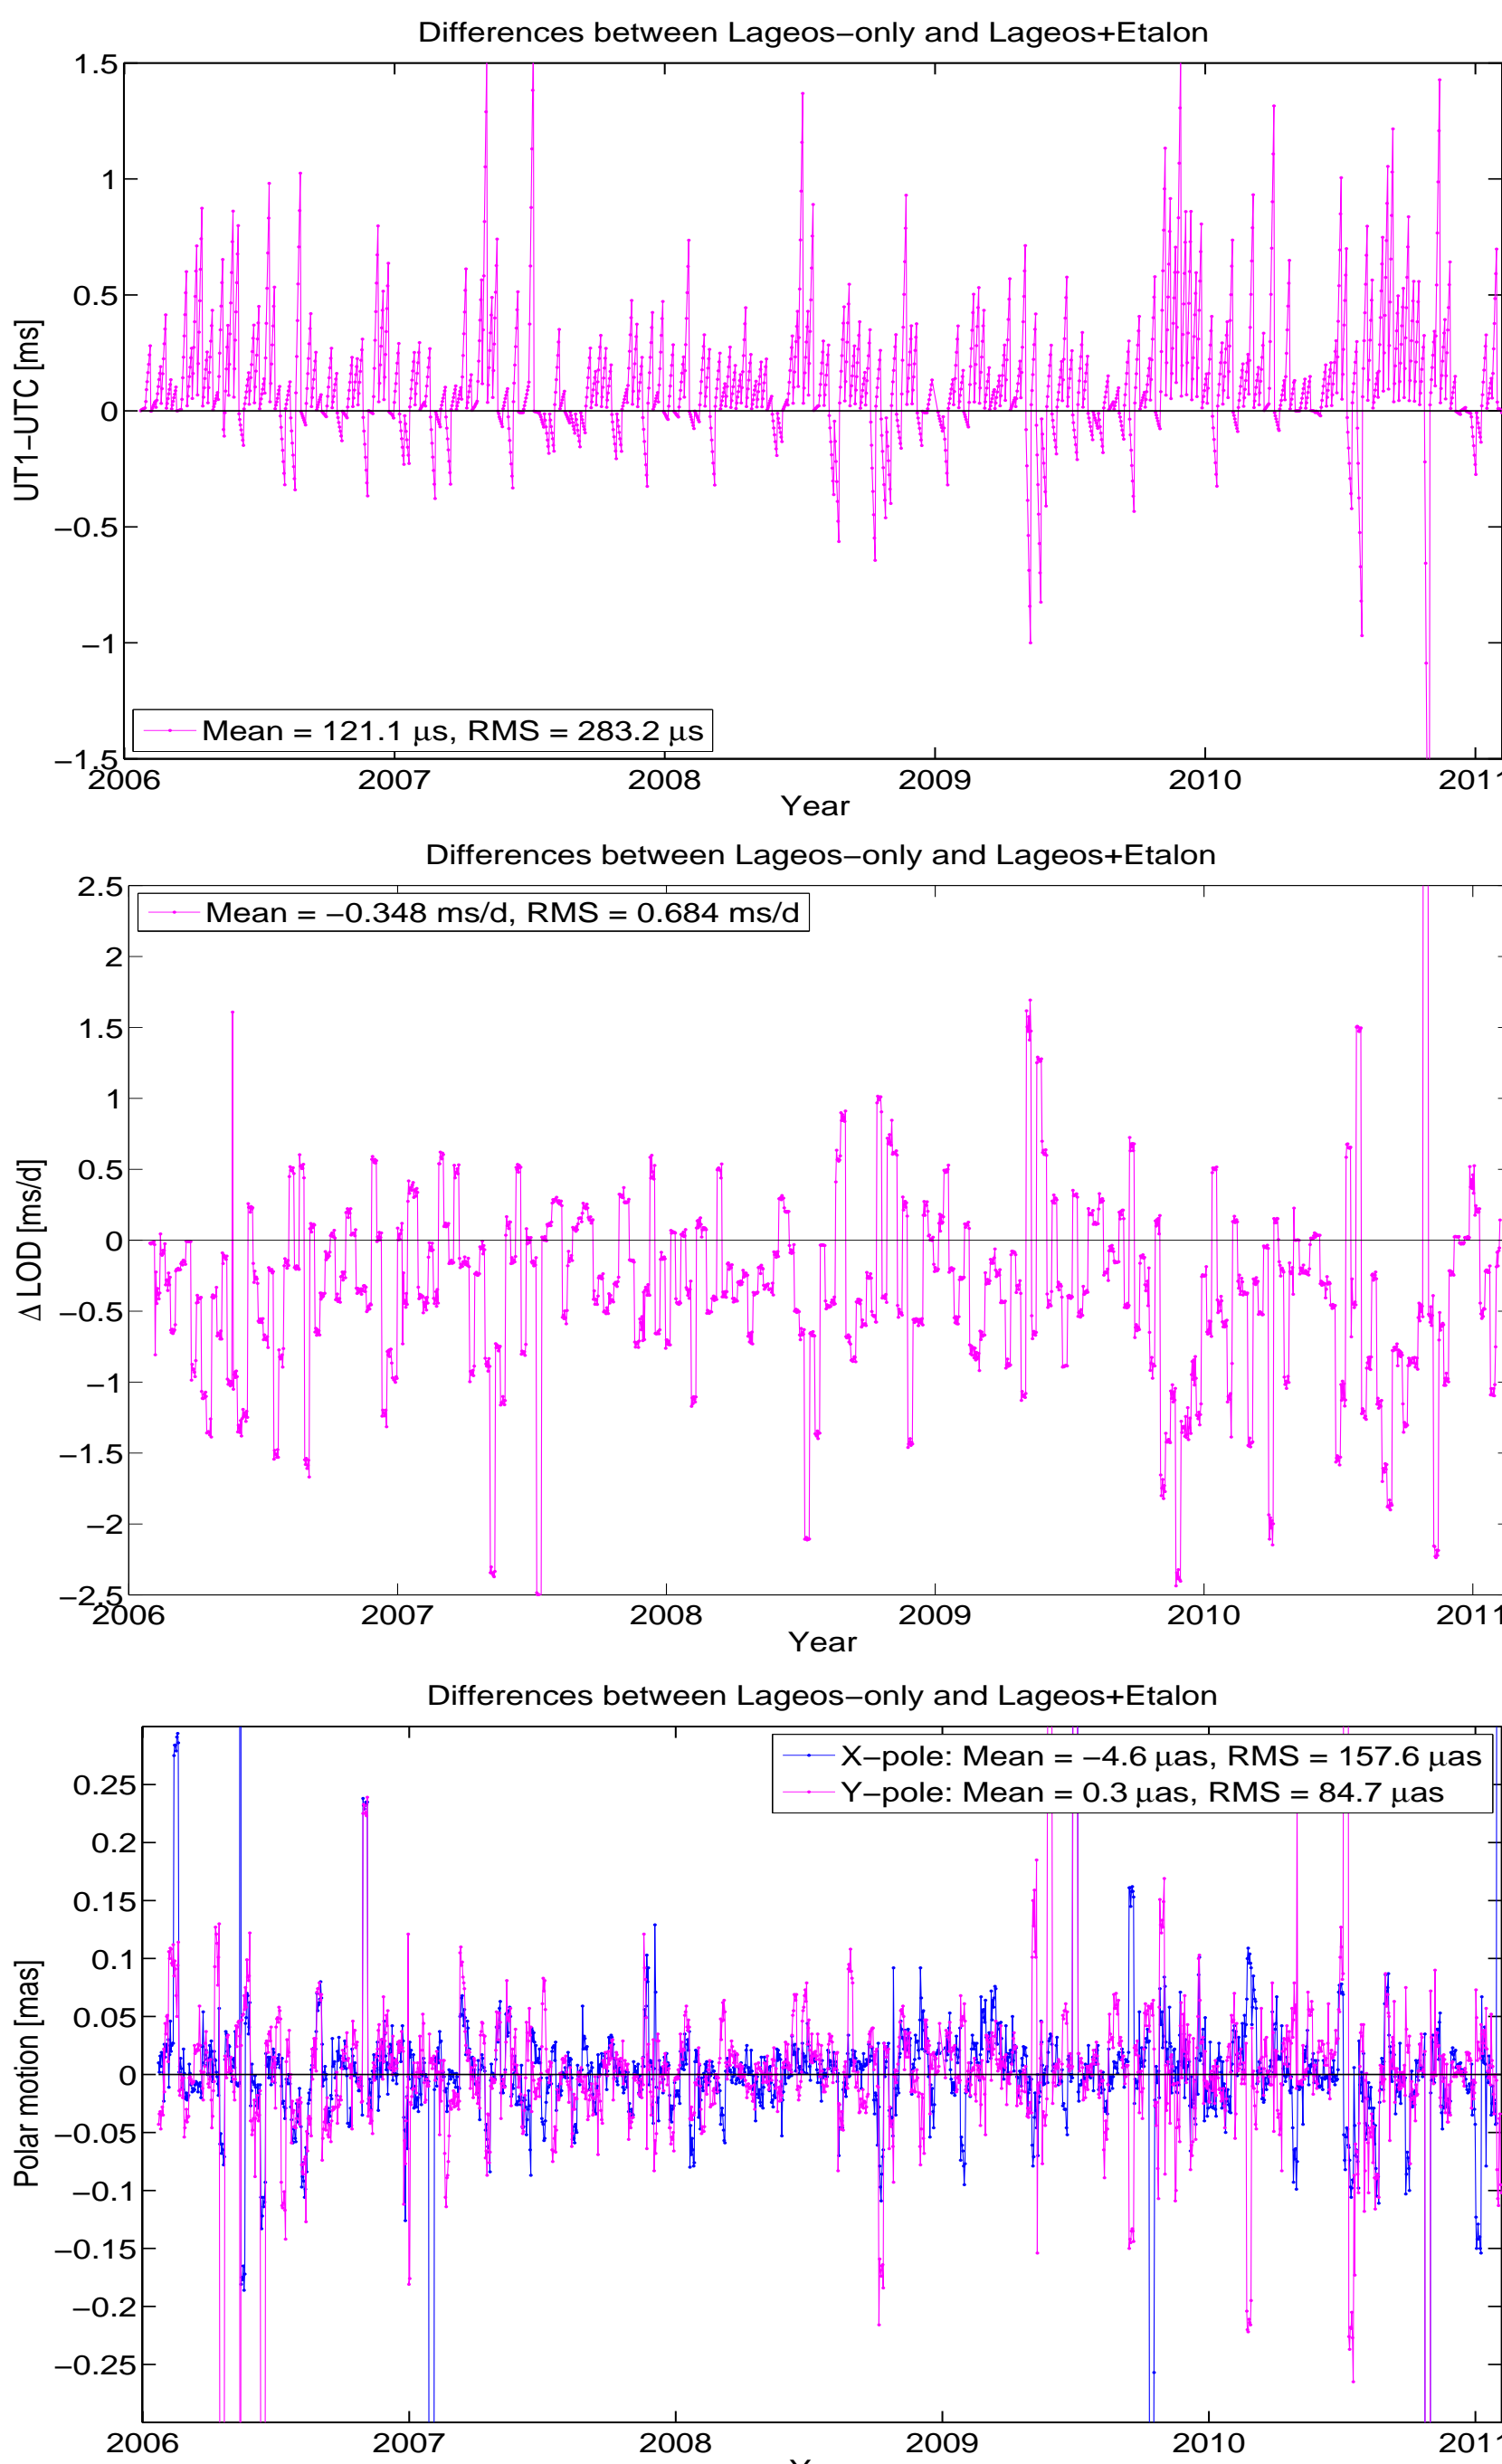 Differences between Lageos−only and Lageos+Etalon
1.5
1
0.5
0
−0.5
−1
−1.5
UT1−UTC [ms]
Mean = 121.1 μs, RMS = 283.2 μs
2006 2007 2008 2009 2010 2011
Year
Differences between Lageos−only and Lageos+Etalon
2.5
2
1.5
1
0.5
0
−0.5
−1
−1.5
−2
−2.5
Δ LOD [ms/d]
Mean = −0.348 ms/d, RMS = 0.684 ms/d
2006 2007 2008 2009 2010 2011
Year
Differences between Lageos−only and Lageos+Etalon
X−pole: Mean = −4.6 μas, RMS = 157.6 μas
Y−pole: Mean = 0.3 μas, RMS = 84.7 μas
0.25
0.2
0.15
0.1
0.05
0
−0.05
−0.1
−0.15
−0.2
−0.25
Polar motion [mas]
2006 2007 2008 2009 2010 2011